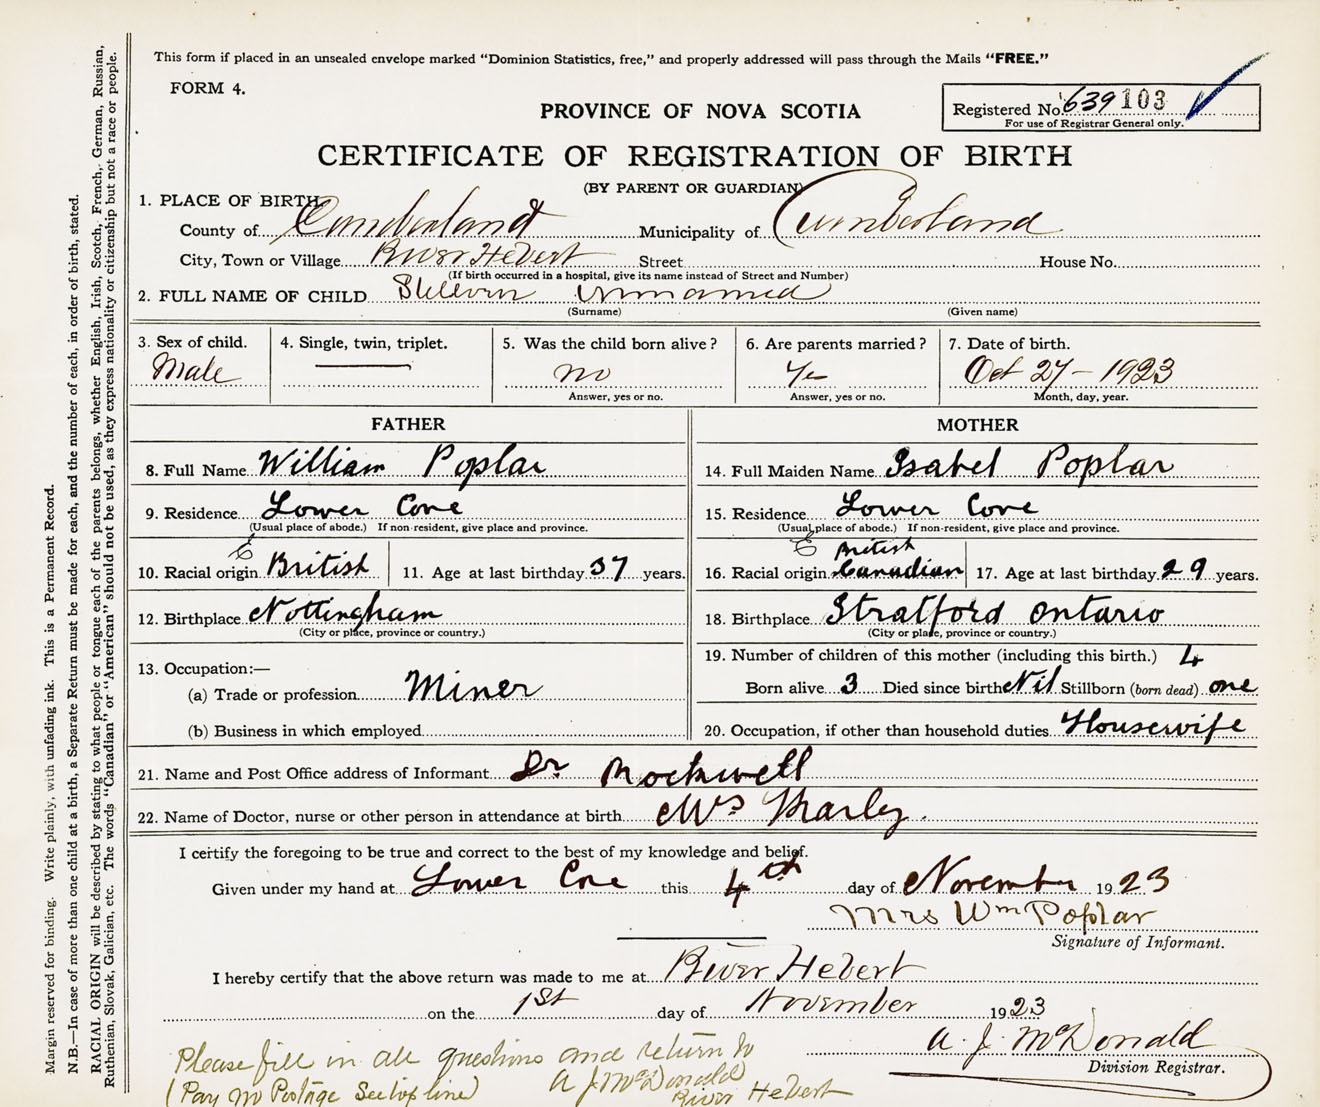 This form if placed in an unsealed envelope marked “Dominion Statistics, free,” and properly addressed will pass through the Mails “FREE.”
FORM 4.
Registered No. 639 103
For use of Registrar General only.
PROVINCE OF NOVA SCOTIA
CERTIFICATE OF REGISTRATION OF BIRTH
(BY PARENT OR GUARDIAN)
1. PLACE OF BIRTH
County of Cumberland Municipality of Cumberland
City, Town or Village River Hebert Street House No.
(If birth occurred in a hospital, give its name instead of Street and Number)
2. FULL NAME OF CHILD Stillborn Unnamed
(Surname) (Given name)
3. Sex of child. 4. Single, twin, triplet. 5. Was the child born alive? 6. Are parents married? 7. Date of birth.
Male — no Yes Oct 27 – 1923
Answer, yes or no. Answer, yes or no. Month, day, year.
FATHER
8. Full Name William Poplar
9. Residence Lower Cove
(Usual place of abode.) If non-resident, give place and province.
E
10. Racial origin British 11. Age at last birthday 37 years.
12. Birthplace Nottingham
(City or place, province or country.)
13. Occupation:—
(a) Trade or profession Miner
(b) Business in which employed
MOTHER
14. Full Maiden Name Isabel Poplar
15. Residence Lower Cove
(Usual place of abode.) If non-resident, give place and province.
E British
16. Racial origin Canadian 17. Age at last birthday 29 years.
18. Birthplace Stratford Ontario
(City or place, province or country.)
19. Number of children of this mother (including this birth.) 4
Born alive 3 Died since birth Nil Stillborn (born dead) one
20. Occupation, if other than household duties Housewife
21. Name and Post Office address of Informant Dr Rockwell
22. Name of Doctor, nurse or other person in attendance at birth Mrs Tharley.
I certify the foregoing to be true and correct to the best of my knowledge and belief.
Given under my hand at Lower Cove this 4th day of November 1923
Mrs Wm Poplar
Signature of Informant.
I hereby certify that the above return was made to me at River Hebert
on the 1st day of November 1923
A. J. McDonald
Division Registrar.
Please fill in all questions and return to
(Pay no Postage See top line) A J McDonald
River Hebert
Margin reserved for binding. Write plainly, with unfading ink. This is a Permanent Record.
N.B.—In case of more than one child at a birth, a Separate Return must be made for each, and the number of each, in order of birth, stated.
RACIAL ORIGIN will be described by stating to what people or tongue each of the parents belongs, whether English, Irish, Scotch, French, German, Russian,
Ruthenian, Slovak, Galician, etc. The words “Canadian” or “American” should not be used, as they express nationality or citizenship but not a race or people.